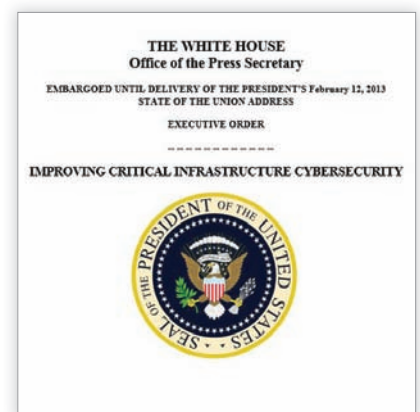 THE WHITE HOUSE
Office of the Press Secretary
EMBARGOED UNTIL DELIVERY OF THE PRESIDENT'S February 12, 2013
STATE OF THE UNION ADDRESS
EXECUTIVE ORDER
- - - - - - - - - - - -
IMPROVING CRITICAL INFRASTRUCTURE CYBERSECURITY
SEAL OF THE PRESIDENT OF THE UNITED STATES